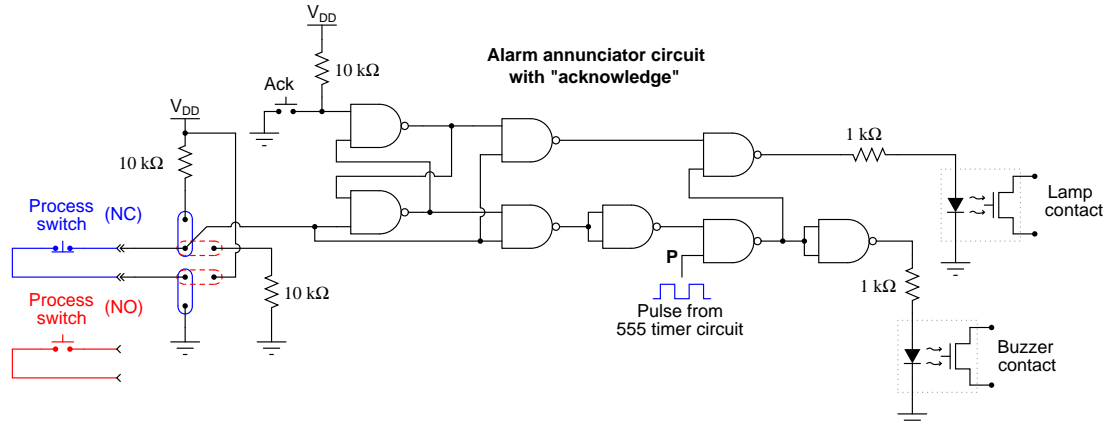 V_DD
Alarm annunciator circuit
with "acknowledge"
10 kΩ
Ack
V_DD
10 kΩ
1 kΩ
Process
switch
(NC)
Lamp
contact
P
10 kΩ
1 kΩ
Process
switch
(NO)
Pulse from
555 timer circuit
Buzzer
contact